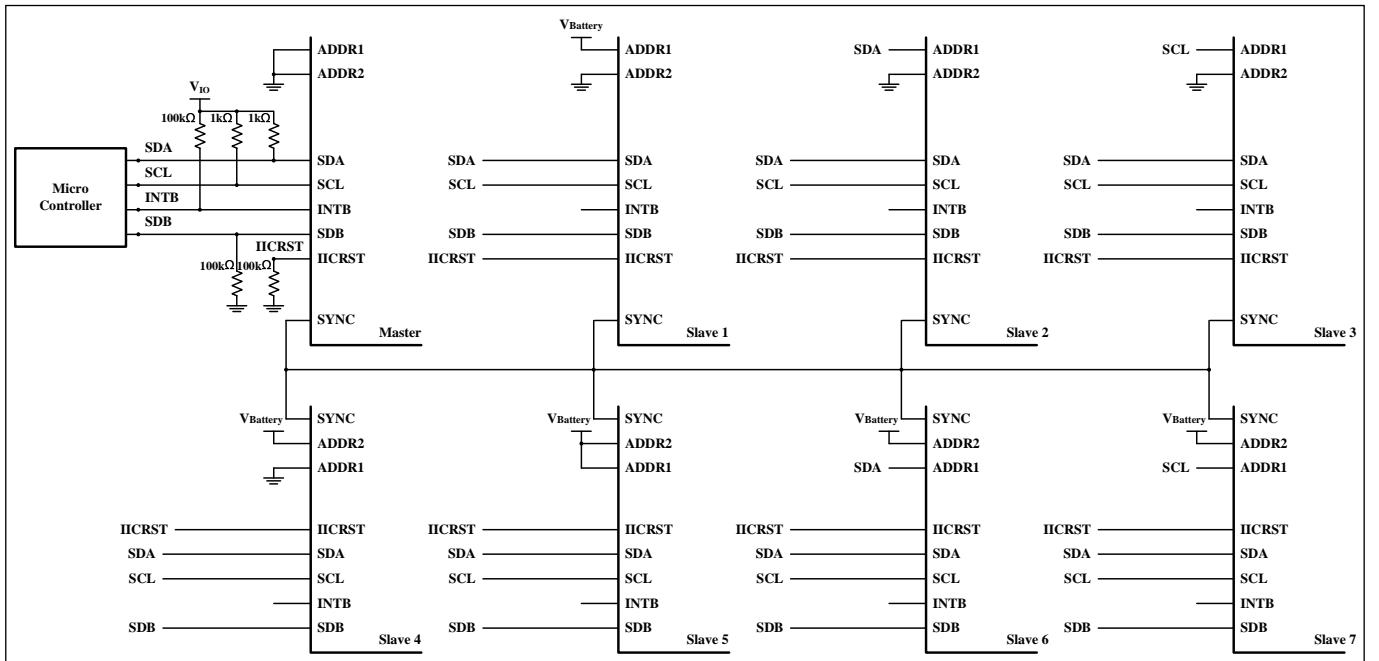 VBattery
ADDR1
ADDR2
ADDR1
ADDR2
SDA
ADDR1
ADDR2
SCL
ADDR1
ADDR2
VIO
100kΩ
1kΩ
1kΩ
Micro
Controller
SDA
SCL
INTB
SDB
IICRST
100kΩ
100kΩ
SDA
SCL
INTB
SDB
IICRST
SYNC
Master
SDA
SCL
SDB
IICRST
SDA
SCL
INTB
SDB
IICRST
SYNC
Slave 1
SDA
SCL
SDB
IICRST
SDA
SCL
INTB
SDB
IICRST
SYNC
Slave 2
SDA
SCL
SDB
IICRST
SDA
SCL
INTB
SDB
IICRST
SYNC
Slave 3
VBattery
SYNC
ADDR2
ADDR1
IICRST
SDA
SCL
SDB
IICRST
SDA
SCL
INTB
SDB
Slave 4
VBattery
SYNC
ADDR2
ADDR1
IICRST
SDA
SCL
SDB
IICRST
SDA
SCL
INTB
SDB
Slave 5
VBattery
SYNC
ADDR2
SDA
ADDR1
IICRST
SDA
SCL
SDB
IICRST
SDA
SCL
INTB
SDB
Slave 6
VBattery
SYNC
ADDR2
SCL
ADDR1
IICRST
SDA
SCL
SDB
IICRST
SDA
SCL
INTB
SDB
Slave 7